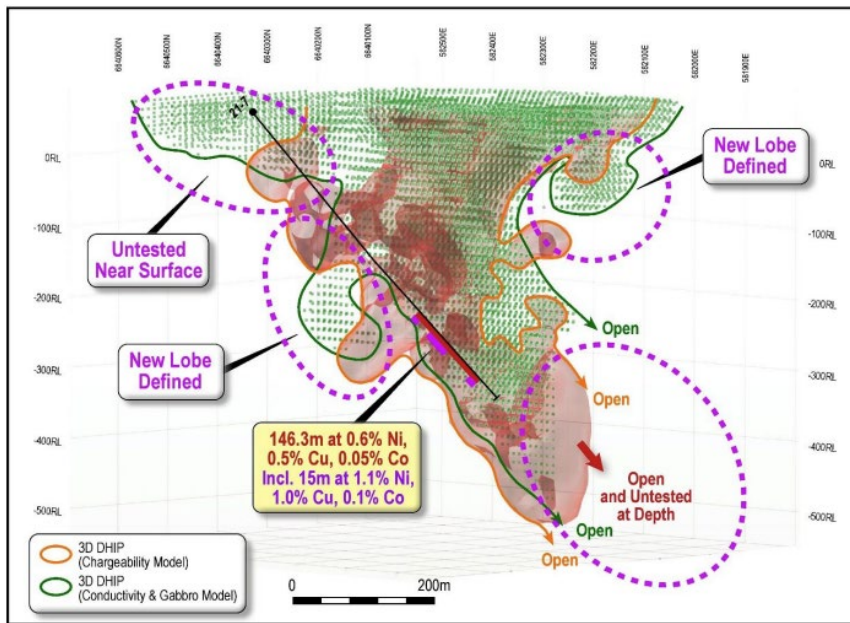 6640600N
6640500N
6640400N
6640300N
6640200N
6640100N
582500E
582400E
582300E
582200E
582100E
582000E
581900E
21-7
0RL
-100RL
-200RL
-300RL
-400RL
-500RL
0RL
-100RL
-200RL
-300RL
-400RL
-500RL
New Lobe
Defined
Untested
Near Surface
New Lobe
Defined
Open
Open
Open
and Untested
at Depth
Open
Open
146.3m at 0.6% Ni,
0.5% Cu, 0.05% Co
Incl. 15m at 1.1% Ni,
1.0% Cu, 0.1% Co
3D DHIP
(Chargeability Model)
3D DHIP
(Conductivity & Gabbro Model)
0
200m